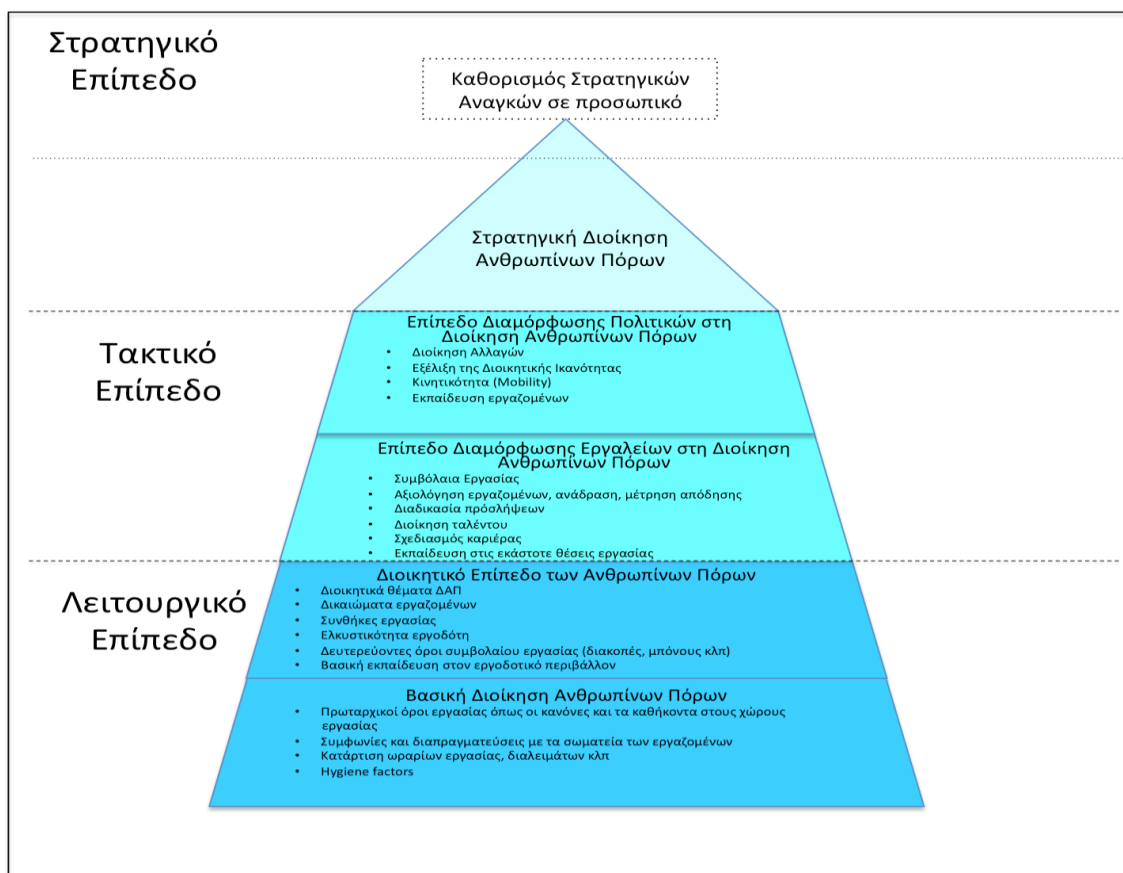 Στρατηγικό
Επίπεδο
Καθορισμός Στρατηγικών
Αναγκών σε προσωπικό
Στρατηγική Διοίκηση
Ανθρωπίνων Πόρων
Τακτικό
Επίπεδο
Επίπεδο Διαμόρφωσης Πολιτικών στη
Διοίκηση Ανθρωπίνων Πόρων
• Διοίκηση Αλλαγών
• Εξέλιξη της Διοικητικής Ικανότητας
• Κινητικότητα (Mobility)
• Εκπαίδευση εργαζομένων
Επίπεδο Διαμόρφωσης Εργαλείων στη Διοίκηση
Ανθρωπίνων Πόρων
• Συμβόλαια Εργασίας
• Αξιολόγηση εργαζομένων, ανάδραση, μέτρηση απόδησης
• Διαδικασία πρόσλήψεων
• Διοίκηση ταλέντου
• Σχεδιασμός καριέρας
• Εκπαίδευση στις εκάστοτε θέσεις εργασίας
Λειτουργικό
Επίπεδο
Διοικητικό Επίπεδο των Ανθρωπίνων Πόρων
• Διοικητικά θέματα ΔΑΠ
• Δικαιώματα εργαζομένων
• Συνθήκες εργασίας
• Ελκυστικότητα εργοδότη
• Δευτερεύοντες όροι συμβολαίου εργασίας (διακοπές, μπόνους κλπ)
• Βασική εκπαίδευση στον εργοδοτικό περιβάλλον
Βασική Διοίκηση Ανθρωπίνων Πόρων
• Πρωταρχικοί όροι εργασίας όπως οι κανόνες και τα καθήκοντα στους χώρους
εργασίας
• Συμφωνίες και διαπραγματεύσεις με τα σωματεία των εργαζομένων
• Κατάρτιση ωραρίων εργασίας, διαλειμάτων κλπ
• Hygiene factors